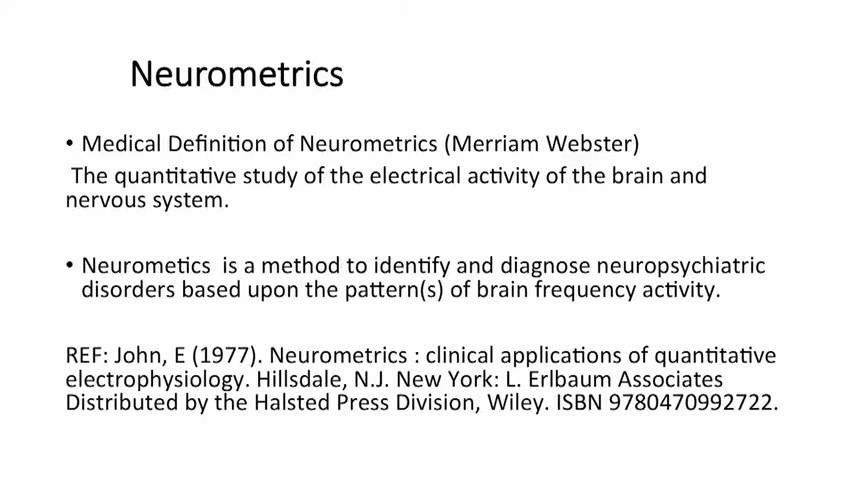 Neurometrics
• Medical Definition of Neurometrics (Merriam Webster)
The quantitative study of the electrical activity of the brain and
nervous system.
• Neurometics is a method to identify and diagnose neuropsychiatric
disorders based upon the pattern(s) of brain frequency activity.
REF: John, E (1977). Neurometrics : clinical applications of quantitative
electrophysiology. Hillsdale, N.J. New York: L. Erlbaum Associates
Distributed by the Halsted Press Division, Wiley. ISBN 9780470992722.